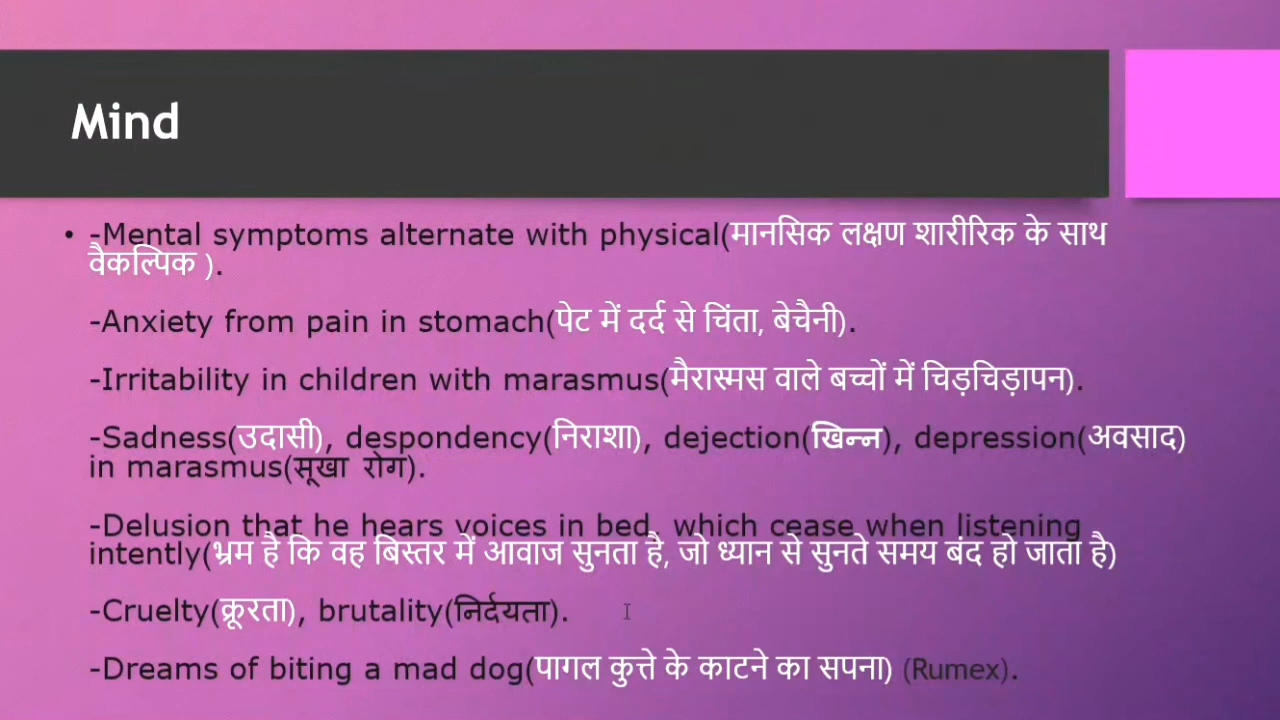 Mind
• -Mental symptoms alternate with physical(मानसिक लक्षण शारीरिक के साथ
वैकल्पिक ).
-Anxiety from pain in stomach(पेट में दर्द से चिंता, बेचैनी).
-Irritability in children with marasmus(मैरास्मस वाले बच्चों में चिड़चिड़ापन).
-Sadness(उदासी), despondency(निराशा), dejection(खिन्न), depression(अवसाद)
in marasmus(सूखा रोग).
-Delusion that he hears voices in bed, which cease when listening
intently(भ्रम है कि वह बिस्तर में आवाज सुनता है, जो ध्यान से सुनते समय बंद हो जाता है)
-Cruelty(क्रूरता), brutality(निर्दयता).
-Dreams of biting a mad dog(पागल कुत्ते के काटने का सपना) (Rumex).